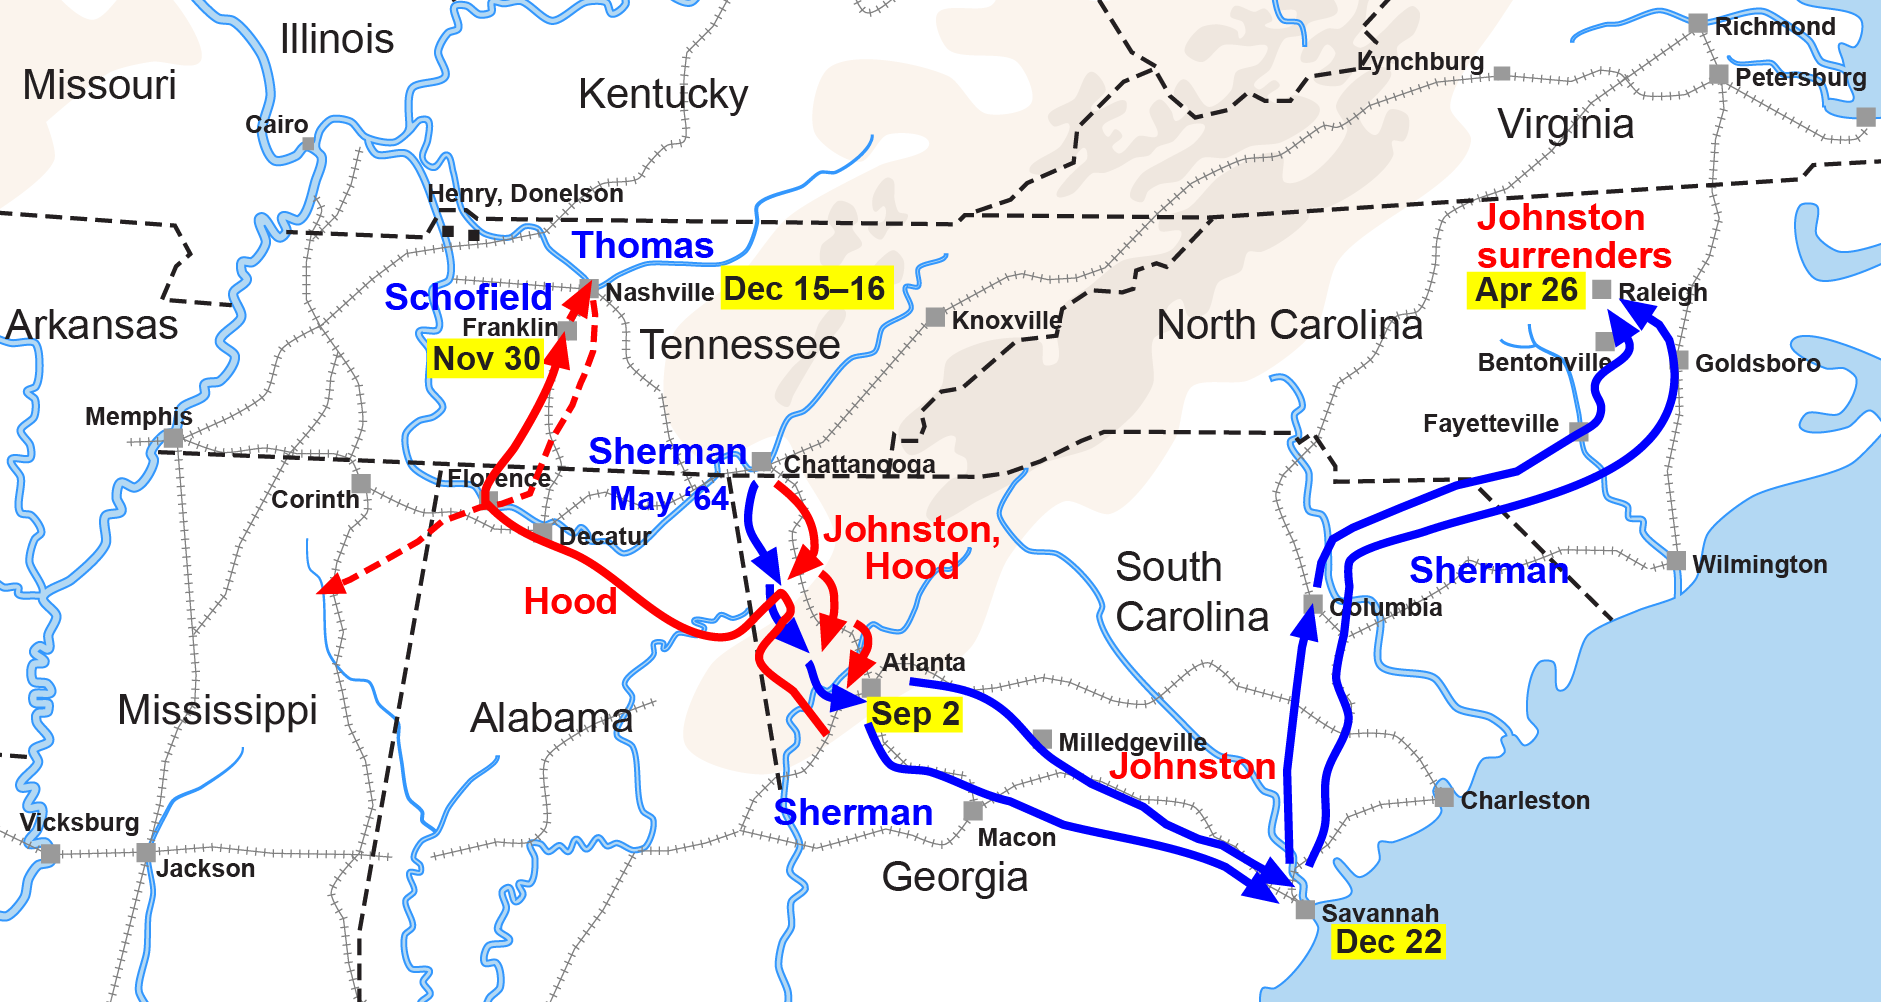 Illinois
Richmond
Missouri
Kentucky
Lynchburg
Petersburg
Cairo
Virginia
Henry, Donelson
Johnston
surrenders
Thomas
Schofield
Nashville
Dec 15–16
Apr 26
Raleigh
Arkansas
Franklin
Knoxville
North Carolina
Nov 30
Tennessee
Bentonville
Goldsboro
Memphis
Fayetteville
Sherman
May ‘64
Chattanooga
Florence
Corinth
Decatur
Johnston,
Hood
South
Carolina
Sherman
Wilmington
Hood
Columbia
Atlanta
Sep 2
Mississippi
Alabama
Milledgeville
Johnston
Sherman
Charleston
Vicksburg
Macon
Jackson
Georgia
Savannah
Dec 22